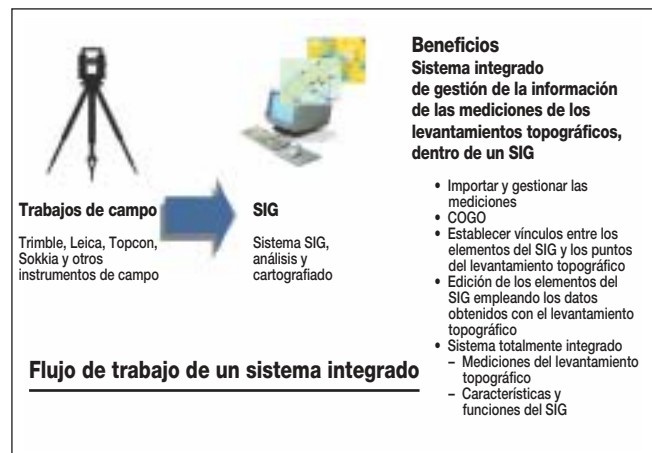 Trabajos de campo
Trimble, Leica, Topcon,
Sokkia y otros
instrumentos de campo
SIG
Sistema SIG,
análisis y
cartografiado
Flujo de trabajo de un sistema integrado
Beneficios
Sistema integrado
de gestión de la información
de las mediciones de los
levantamientos topográficos,
dentro de un SIG
• Importar y gestionar las
mediciones
• COGO
• Establecer vínculos entre los
elementos del SIG y los puntos
del levantamiento topográfico
• Edición de los elementos del
SIG empleando los datos
obtenidos con el levantamiento
topográfico
• Sistema totalmente integrado
– Mediciones del levantamiento
topográfico
– Características y
funciones del SIG